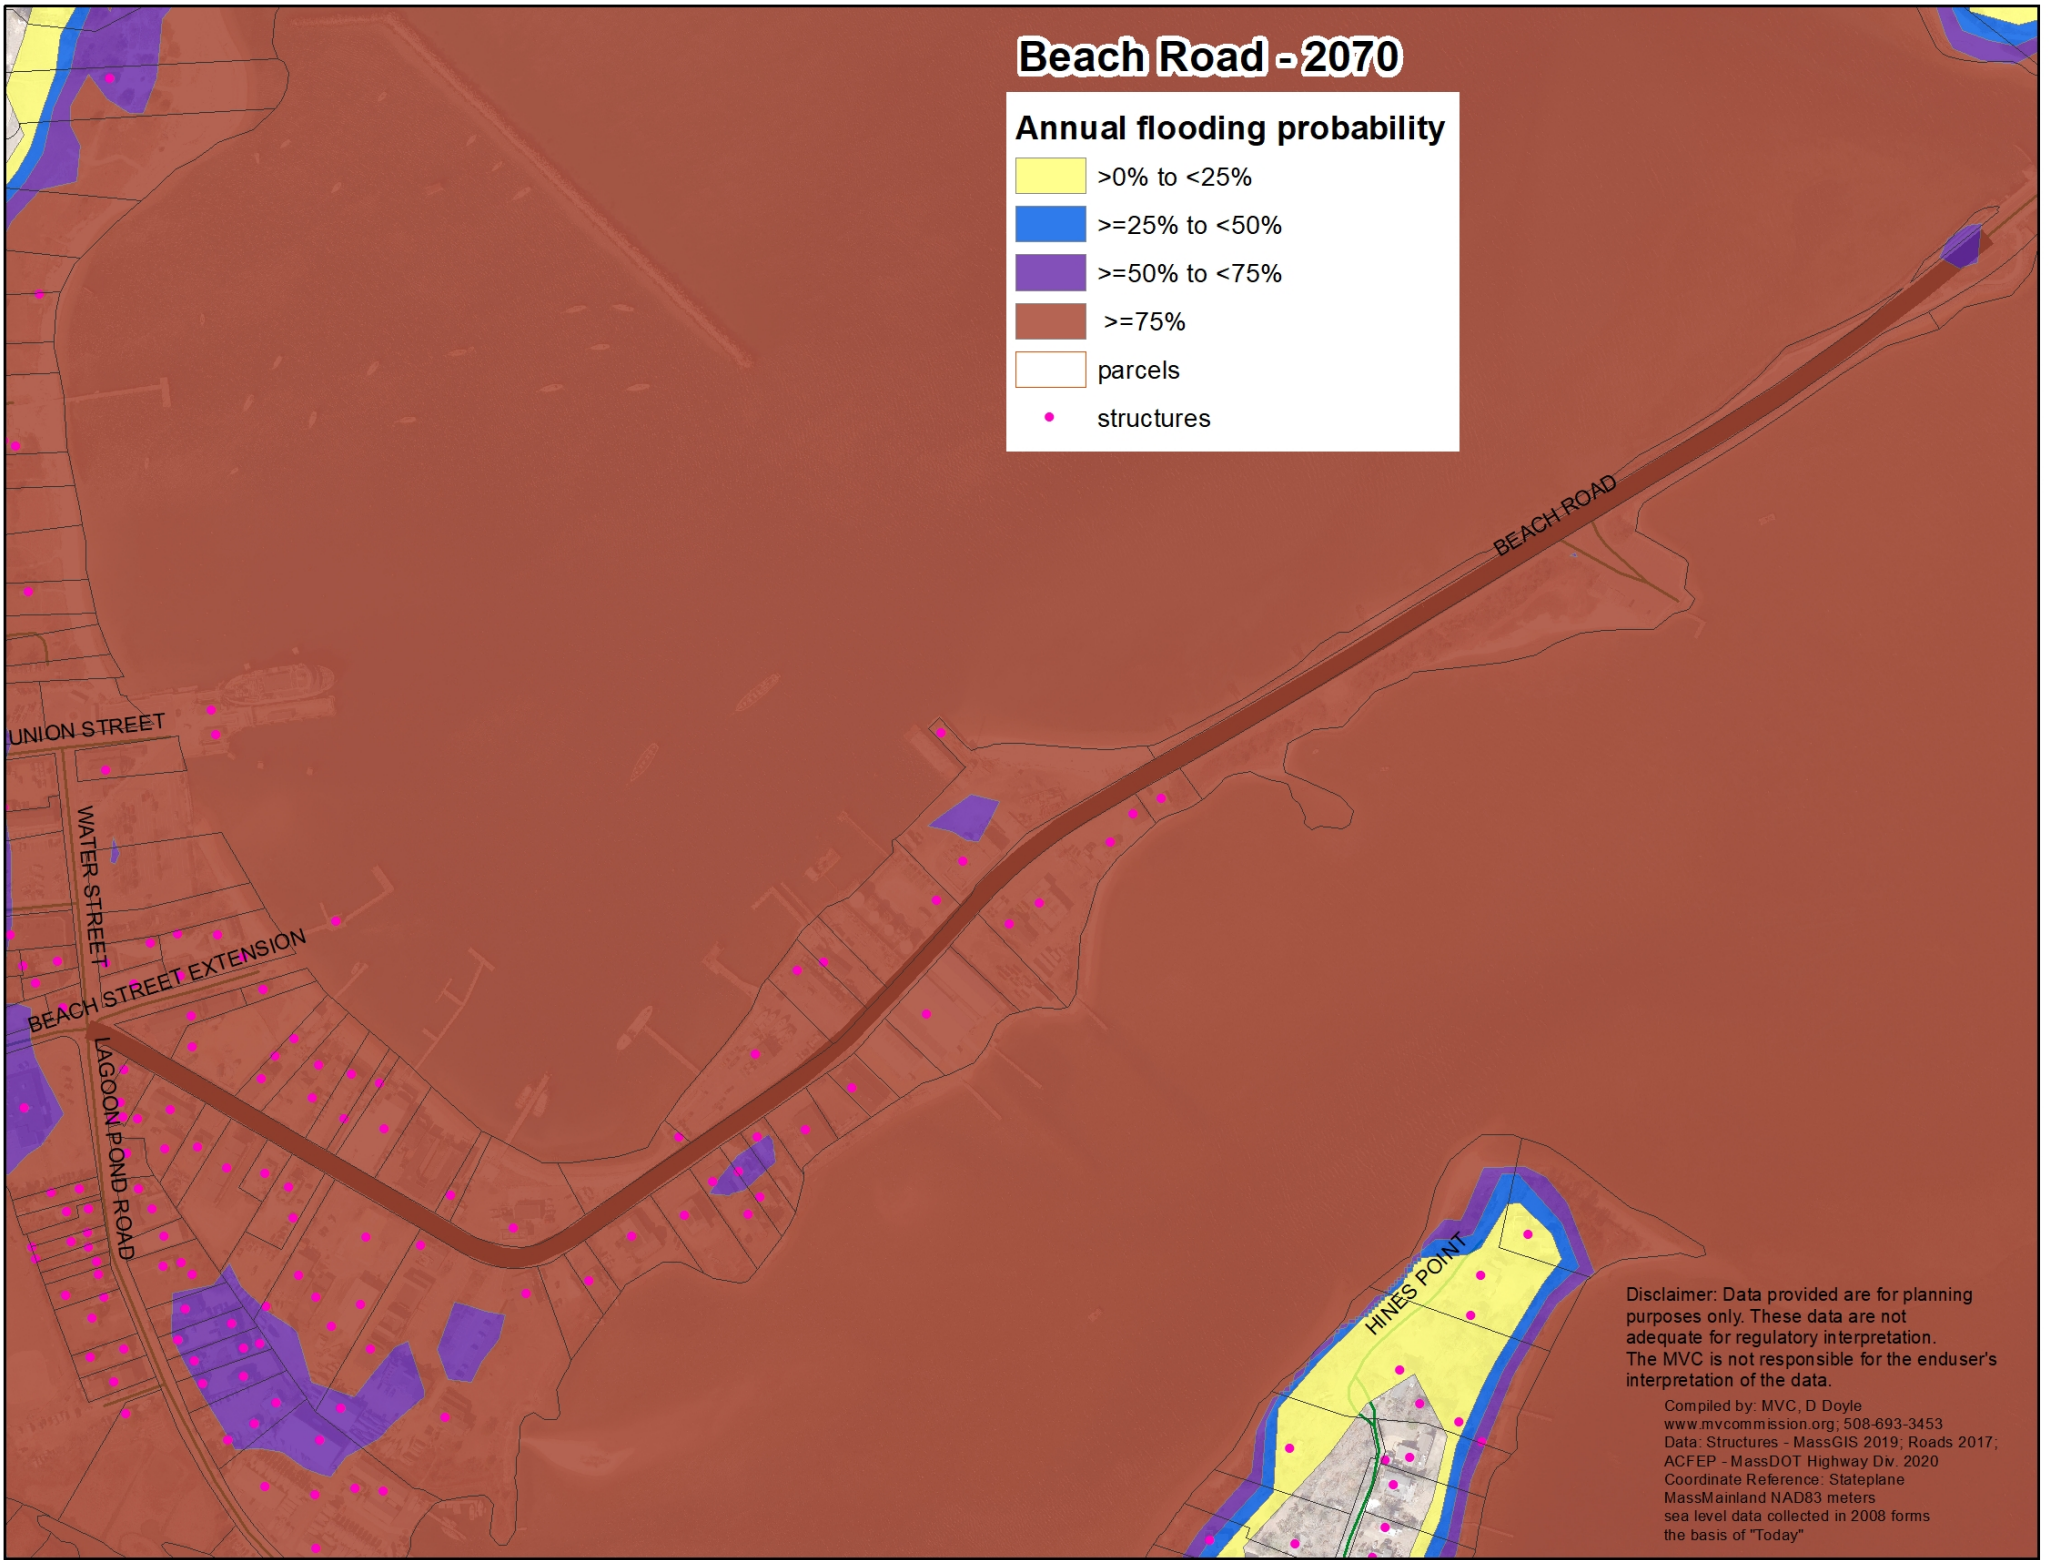 Beach Road - 2070
Annual flooding probability
>0% to <25%
>=25% to <50%
>=50% to <75%
>=75%
parcels
structures
BEACH ROAD
UNION STREET
WATER STREET
BEACH STREET EXTENSION
LAGOON POND ROAD
HINES POINT
Disclaimer: Data provided are for planning
purposes only. These data are not
adequate for regulatory interpretation.
The MVC is not responsible for the enduser's
interpretation of the data.
Compiled by: MVC, D Doyle
www.mvcommission.org; 508-693-3453
Data: Structures - MassGIS 2019; Roads 2017;
ACFEP - MassDOT Highway Div. 2020
Coordinate Reference: Stateplane
MassMainland NAD83 meters
sea level data collected in 2008 forms
the basis of "Today"